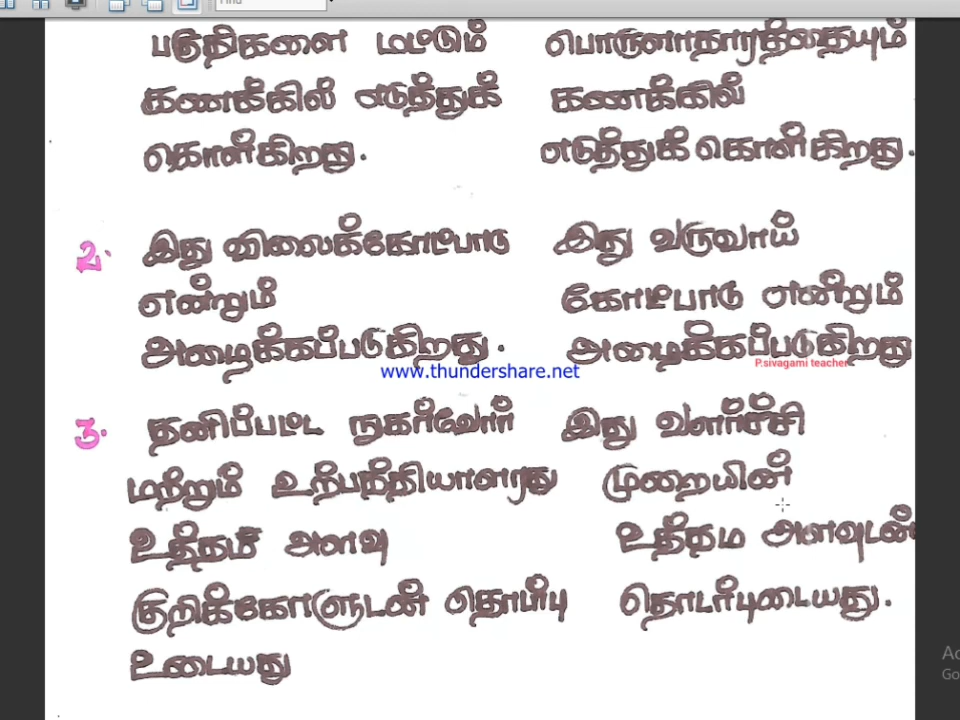 Find
பகுதிகளை மட்டும்
கணக்கில் எடுத்துக்
கொள்கிறது.
பொருளாதாரத்தையும்
கணக்கில்
எடுத்துக் கொள்கிறது.
2. இது விலைக்கோட்பாடு
என்றும்
அழைக்கப்படுகிறது.
இது வருவாய்
கோட்பாடு என்றும்
அழைக்கப்படுகிறது
P.sivagami teacher
www.thundershare.net
3. தனிப்பட்ட நுகர்வோர்
மற்றும் உற்பத்தியாளரது
உத்தம அளவு
குறிக்கோளுடன் தொடர்பு
உடையது
இது வளர்ச்சி
முறையின்
உத்தம அளவுடன்
தொடர்புடையது.